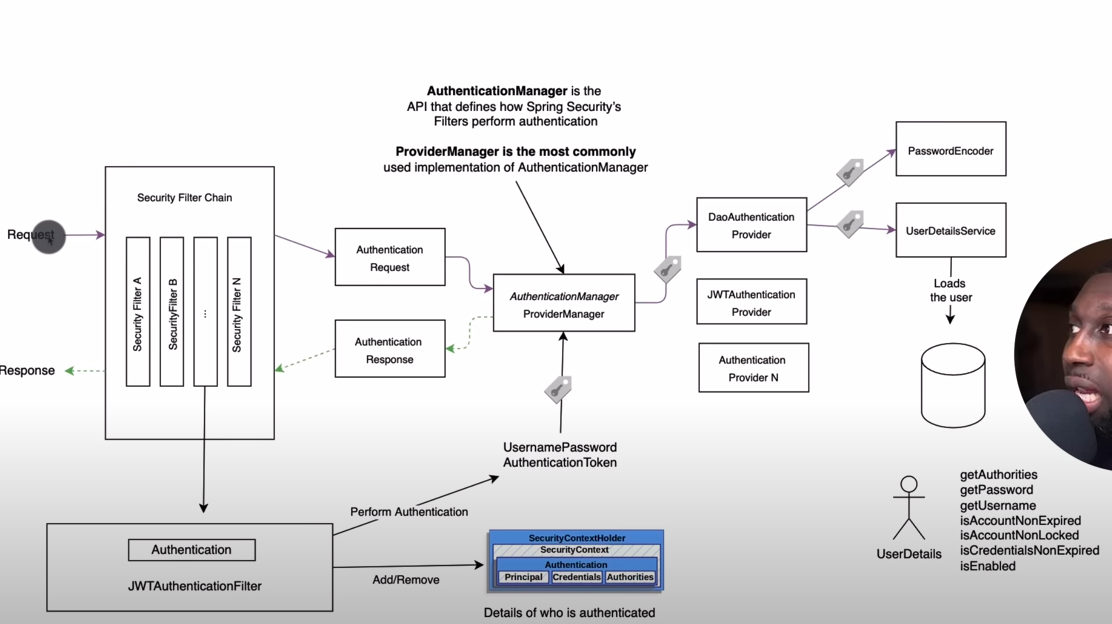 AuthenticationManager is the
API that defines how Spring Security's
Filters perform authentication
ProviderManager is the most commonly
used implementation of AuthenticationManager
Request
Response
Security Filter Chain
Security Filter A
SecurityFilter B
...
Security Filter N
Authentication
Request
Authentication
Response
AuthenticationManager
ProviderManager
DaoAuthentication
Provider
JWTAuthentication
Provider
Authentication
Provider N
PasswordEncoder
UserDetailsService
Loads
the user
UsernamePassword
AuthenticationToken
Perform Authentication
Authentication
JWTAuthenticationFilter
Add/Remove
SecurityContextHolder
SecurityContext
Authentication
Principal
Credentials
Authorities
Details of who is authenticated
UserDetails
getAuthorities
getPassword
getUsername
isAccountNonExpired
isAccountNonLocked
isCredentialsNonExpired
isEnabled